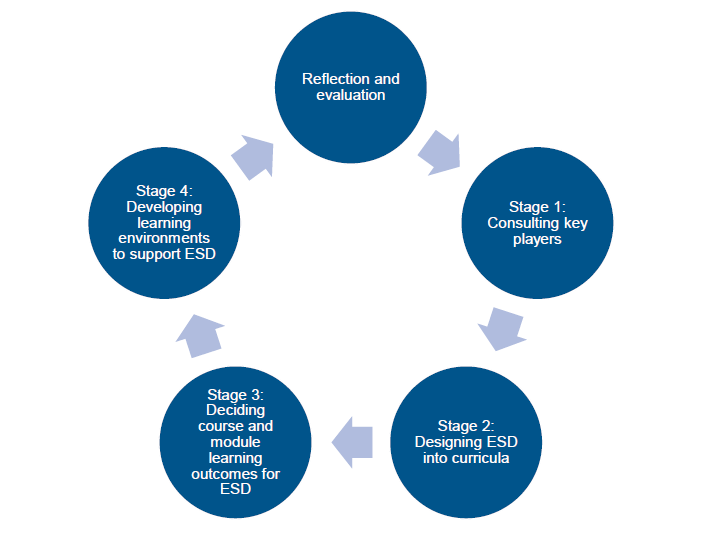 Reflection and
evaluation
Stage 1:
Consulting key
players
Stage 2:
Designing ESD
into curricula
Stage 3:
Deciding
course and
module
learning
outcomes for
ESD
Stage 4:
Developing
learning
environments
to support ESD